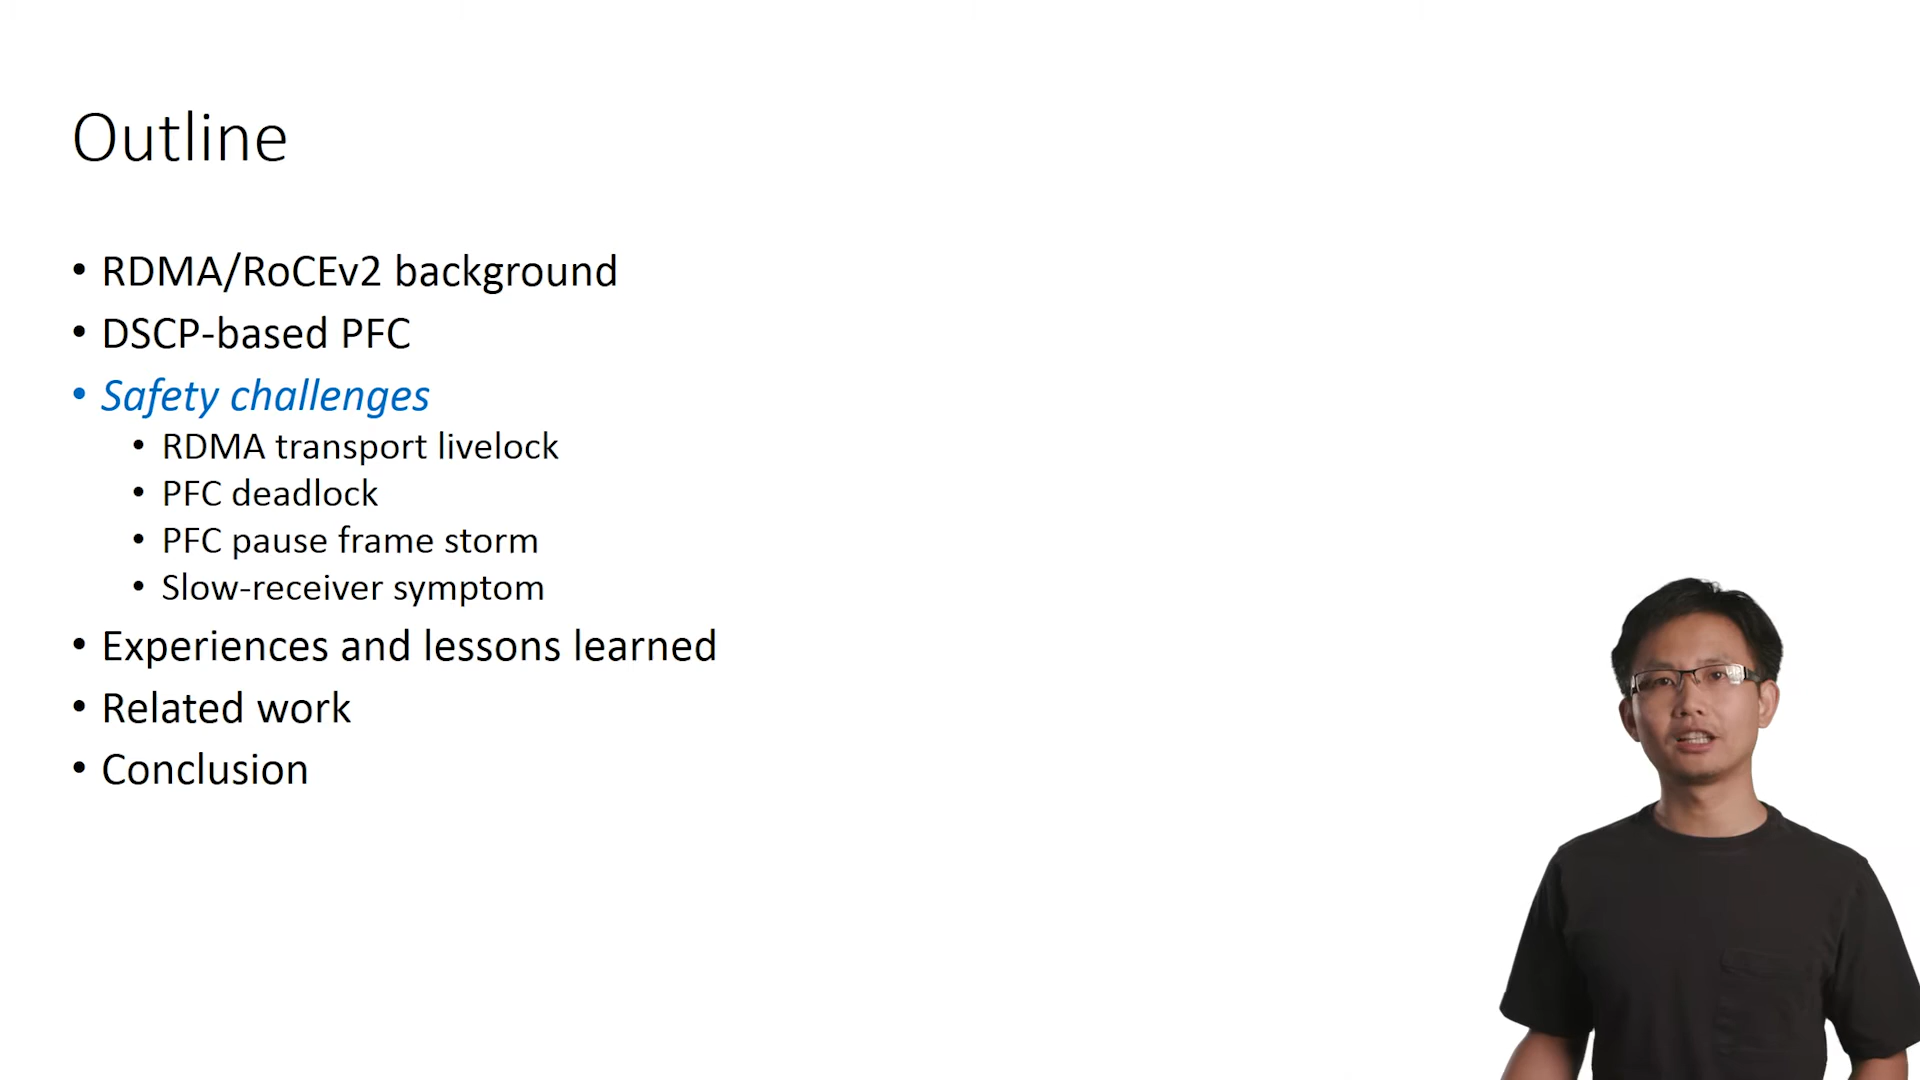 Outline
• RDMA/RoCEv2 background
• DSCP-based PFC
• Safety challenges
• RDMA transport livelock
• PFC deadlock
• PFC pause frame storm
• Slow-receiver symptom
• Experiences and lessons learned
• Related work
• Conclusion